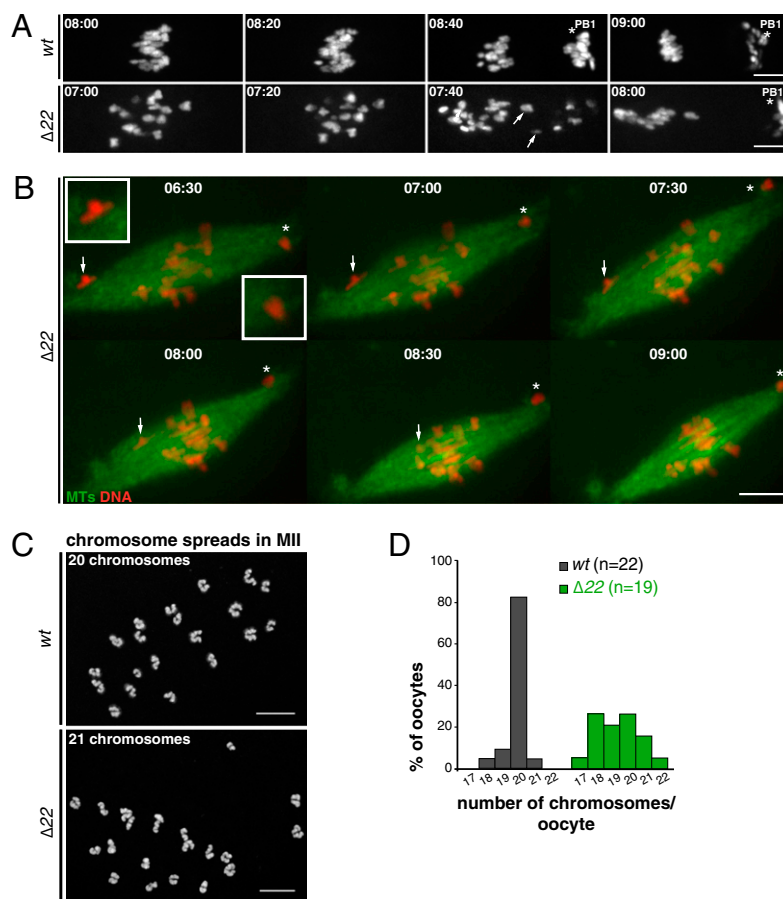 A
wt
08:00
08:20
08:40
PB1
*
09:00
PB1
*
Δ22
07:00
07:20
07:40
08:00
PB1
*
B
Δ22
06:30
*
07:00
*
07:30
*
08:00
*
08:30
*
09:00
*
MTs DNA
C
chromosome spreads in MII
wt
20 chromosomes
Δ22
21 chromosomes
D
wt (n=22)
Δ22 (n=19)
% of oocytes
100
80
60
40
20
0
17 18 19 20 21 22 17 18 19 20 21 22
number of chromosomes/
oocyte